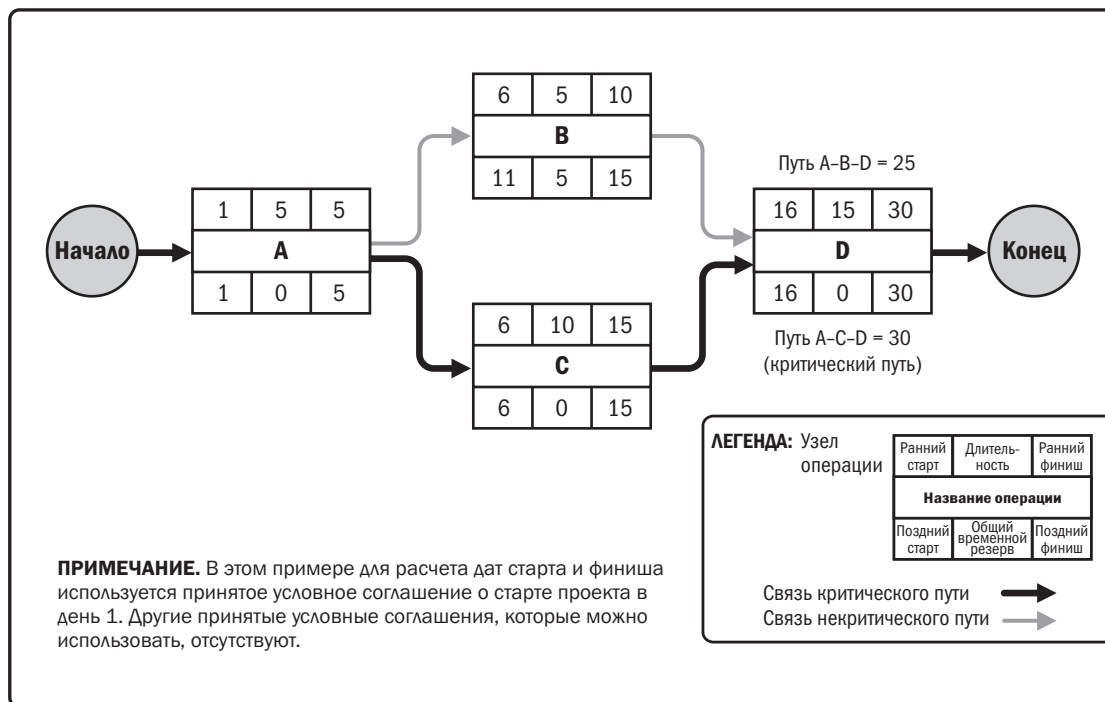 6 5 10
B
11 5 15
Путь A–B–D = 25
Начало
1 5 5
A
1 0 5
16 15 30
D
16 0 30
Конец
6 10 15
C
6 0 15
Путь A–C–D = 30
(критический путь)
ЛЕГЕНДА: Узел
операции
Ранний
старт
Длитель-
ность
Ранний
финиш
Название операции
Поздний
старт
Общий
временной
резерв
Поздний
финиш
Связь критического пути
Связь некритического пути
ПРИМЕЧАНИЕ. В этом примере для расчета дат старта и финиша
используется принятое условное соглашение о старте проекта в
день 1. Другие принятые условные соглашения, которые можно
использовать, отсутствуют.